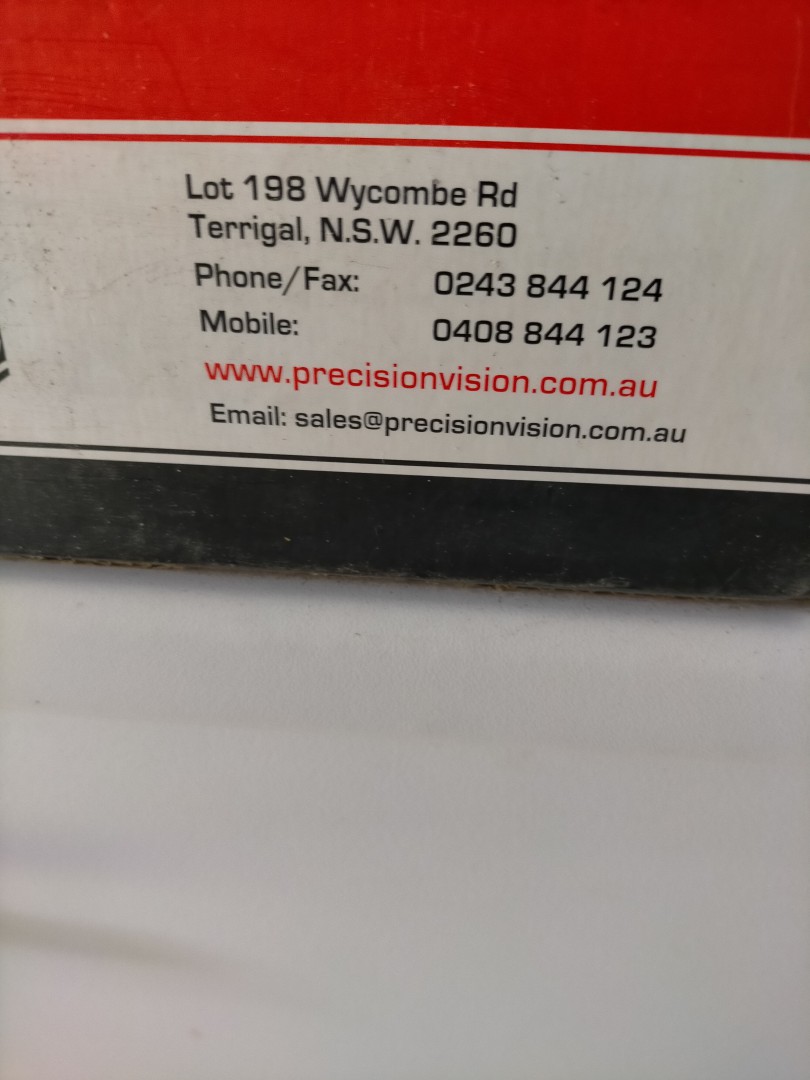 Lot 198 Wycombe Rd
Terrigal, N.S.W. 2260
Phone/Fax: 0243 844 124
Mobile: 0408 844 123
www.precisionvision.com.au
Email: sales@precisionvision.com.au